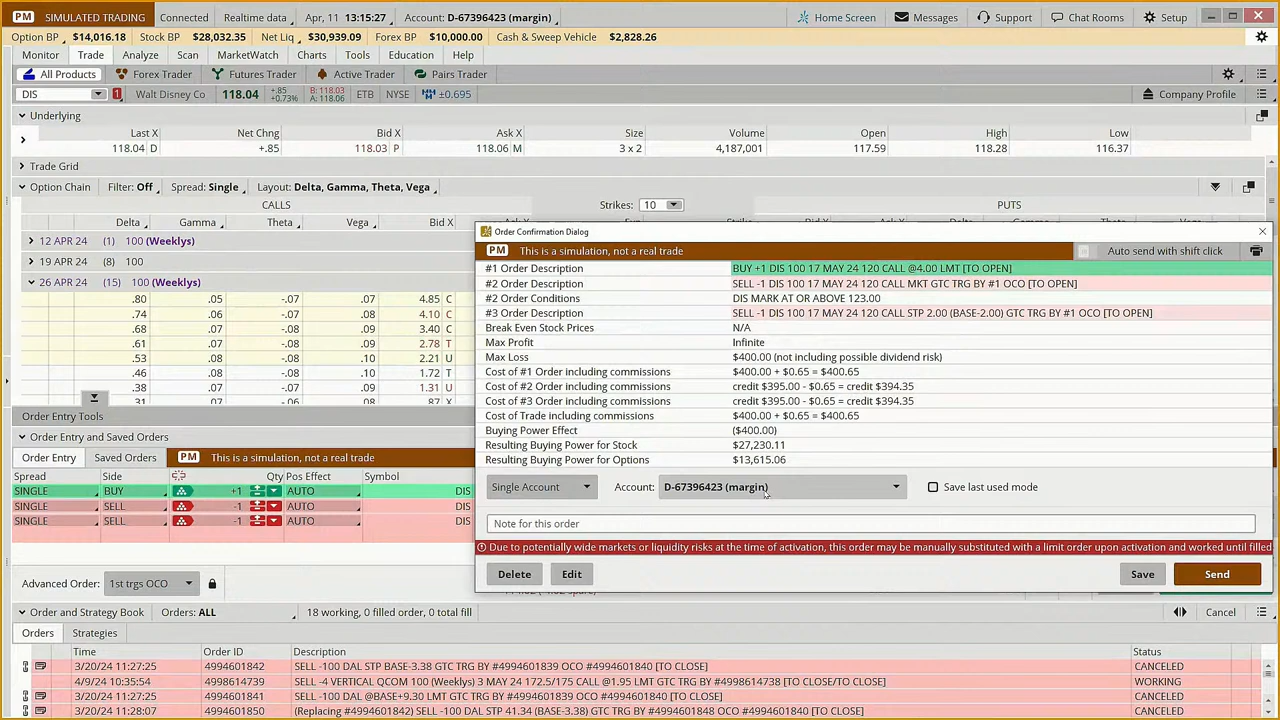 PM SIMULATED TRADING Connected Realtime data Apr, 11 13:15:27 Account: D-67396423 (margin) Home Screen Messages Support Chat Rooms Setup
Option BP $14,016.18 Stock BP $28,032.35 Net Liq $30,939.09 Forex BP $10,000.00 Cash & Sweep Vehicle $2,828.26
Monitor Trade Analyze Scan MarketWatch Charts Tools Education Help
All Products Forex Trader Futures Trader Active Trader Pairs Trader
DIS 1 Walt Disney Co 118.04 +.85 +0.73% B: 118.03 A: 118.06 ETB NYSE ±0.695 Company Profile
Underlying
Last X Net Chng Bid X Ask X Size Volume Open High Low
118.04 D +.85 118.03 P 118.06 M 3 x 2 4,187,001 117.59 118.28 116.37
Trade Grid
Option Chain Filter: Off Spread: Single Layout: Delta, Gamma, Theta, Vega
CALLS Strikes: 10 PUTS
Delta Gamma Theta Vega Bid X
12 APR 24 (1) 100 (Weeklys)
19 APR 24 (8) 100
26 APR 24 (15) 100 (Weeklys)
.80 .05 -.07 .07 4.85 C
.74 .06 -.07 .08 4.10 C
.68 .07 -.08 .09 3.40 C
.61 .07 -.08 .10 2.78 T
.53 .08 -.08 .10 2.21 U
.46 .08 -.08 .10 1.72 T
.38 .07 -.07 .09 1.31 U
.31 .07 -.06 .08 .87 X
Order Confirmation Dialog
PM This is a simulation, not a real trade Auto send with shift click
#1 Order Description BUY +1 DIS 100 17 MAY 24 120 CALL @4.00 LMT [TO OPEN]
#2 Order Description SELL -1 DIS 100 17 MAY 24 120 CALL MKT GTC TRG BY #1 OCO [TO OPEN]
#2 Order Conditions DIS MARK AT OR ABOVE 123.00
#3 Order Description SELL -1 DIS 100 17 MAY 24 120 CALL STP 2.00 (BASE-2.00) GTC TRG BY #1 OCO [TO OPEN]
Break Even Stock Prices N/A
Max Profit Infinite
Max Loss $400.00 (not including possible dividend risk)
Cost of #1 Order including commissions $400.00 + $0.65 = $400.65
Cost of #2 Order including commissions credit $395.00 - $0.65 = credit $394.35
Cost of #3 Order including commissions credit $395.00 - $0.65 = credit $394.35
Cost of Trade including commissions $400.00 + $0.65 = $400.65
Buying Power Effect ($400.00)
Resulting Buying Power for Stock $27,230.11
Resulting Buying Power for Options $13,615.06
Single Account Account: D-67396423 (margin) Save last used mode
Note for this order
Due to potentially wide markets or liquidity risks at the time of activation, this order may be manually substituted with a limit order upon activation and worked until filled
Delete Edit Save Send
Order Entry Tools
Order Entry and Saved Orders
Order Entry Saved Orders PM This is a simulation, not a real trade
Spread Side Qty Pos Effect Symbol
SINGLE BUY +1 AUTO DIS
SINGLE SELL -1 AUTO DIS
SINGLE SELL -1 AUTO DIS
Advanced Order: 1st trgs OCO
Order and Strategy Book Orders: ALL 18 working, 0 filled order, 0 total fill Cancel
Orders Strategies
Time Order ID Description Status
3/20/24 11:27:25 4994601842 SELL -100 DAL STP BASE-3.38 GTC TRG BY #4994601839 OCO #4994601840 [TO CLOSE] CANCELED
4/9/24 10:35:54 4998614739 SELL -4 VERTICAL QCOM 100 (Weeklys) 3 MAY 24 172.5/175 CALL @1.95 LMT GTC TRG BY #4998614738 [TO CLOSE/TO CLOSE] WORKING
3/20/24 11:27:25 4994601841 SELL -100 DAL @BASE+9.30 LMT GTC TRG BY #4994601839 OCO #4994601840 [TO CLOSE] CANCELED
3/20/24 11:28:07 4994601850 (Replacing #4994601842) SELL -100 DAL STP 41.34 (BASE-3.38) GTC TRG BY #4994601848 OCO #4994601840 [TO CLOSE] CANCELED